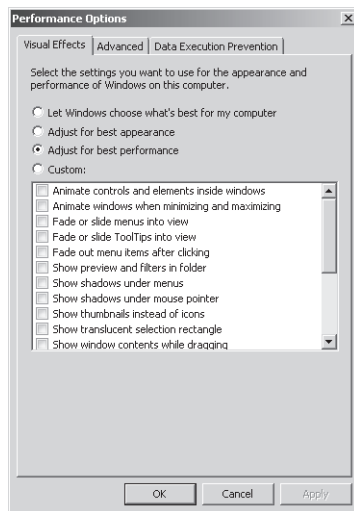 Performance Options
Visual Effects Advanced Data Execution Prevention
Select the settings you want to use for the appearance and
performance of Windows on this computer.
Let Windows choose what's best for my computer
Adjust for best appearance
Adjust for best performance
Custom:
Animate controls and elements inside windows
Animate windows when minimizing and maximizing
Fade or slide menus into view
Fade or slide ToolTips into view
Fade out menu items after clicking
Show preview and filters in folder
Show shadows under menus
Show shadows under mouse pointer
Show thumbnails instead of icons
Show translucent selection rectangle
Show window contents while dragging
OK Cancel Apply